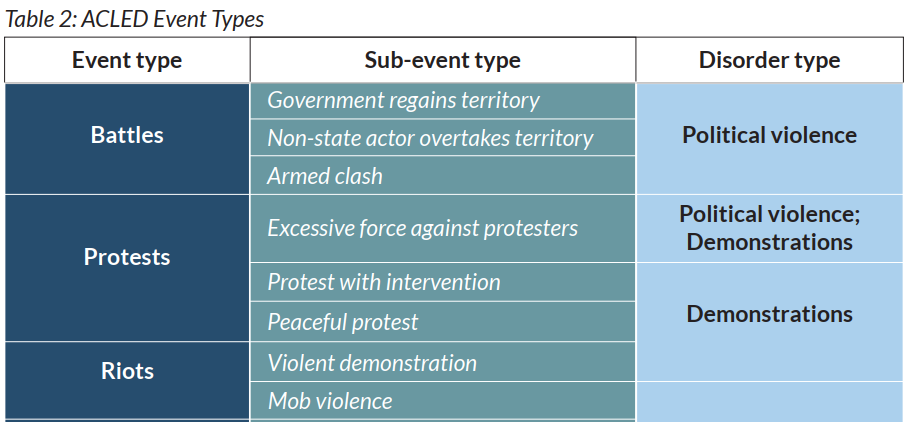 Table 2: ACLED Event Types
Event type Sub-event type Disorder type
Battles
Government regains territory
Non-state actor overtakes territory
Armed clash
Political violence
Protests
Excessive force against protesters
Political violence;
Demonstrations
Protest with intervention
Peaceful protest
Demonstrations
Riots
Violent demonstration
Mob violence